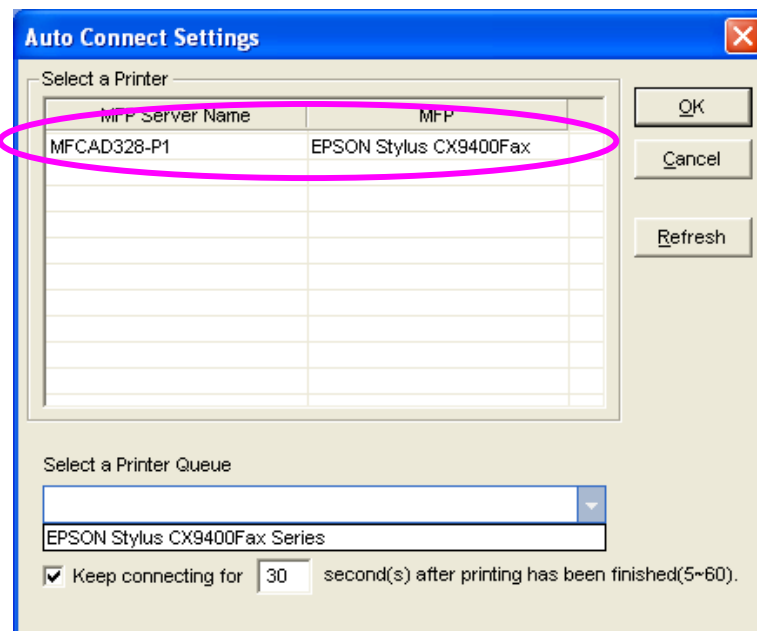 Auto Connect Settings
Select a Printer
MFP Server Name MFP
MFCAD328-P1 EPSON Stylus CX9400Fax
OK
Cancel
Refresh
Select a Printer Queue
EPSON Stylus CX9400Fax Series
Keep connecting for 30 second(s) after printing has been finished(5~60).